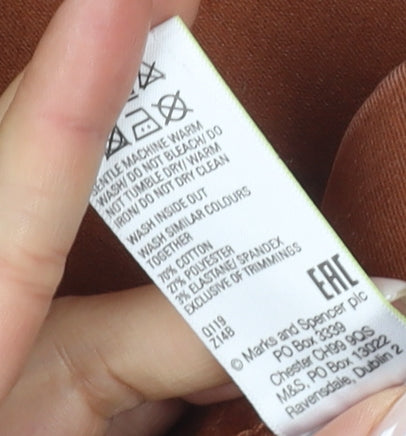 GENTLE MACHINE WARM
WASH/ DO NOT BLEACH/ DO
NOT TUMBLE DRY/ WARM
IRON/ DO NOT DRY CLEAN
WASH INSIDE OUT
WASH SIMILAR COLOURS
TOGETHER
70% COTTON
27% POLYESTER
3% ELASTANE/ SPANDEX
EXCLUSIVE OF TRIMMINGS
Q119
Z14B
EAC
© Marks and Spencer plc
PO Box 3339
Chester CH99 9QS
M&S, PO Box 13022
Ravensdale, Dublin 2